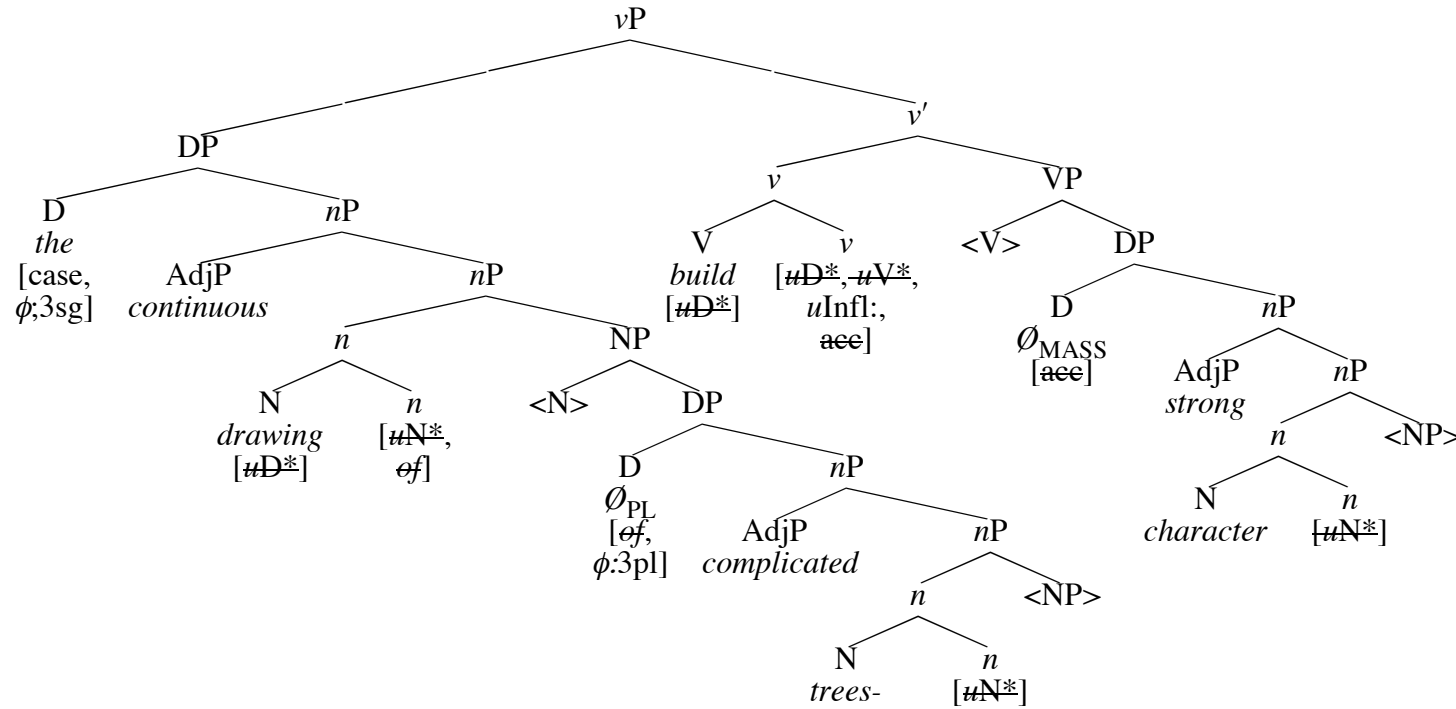 vP
v′
DP
v VP
D nP
the
[case,
ϕ;3sg]
V v <V> DP
build
[uD*]
[uD*, uV*,
uInfl:,
acc]
AdjP nP
continuous
D nP
Ø_MASS
[acc]
n NP
AdjP nP
strong
N n <N> DP
drawing
[uD*]
[uN*,
of]
n <NP>
D nP
Ø_PL
[of,
ϕ:3pl]
N n
character [uN*]
AdjP nP
complicated
n <NP>
N n
trees- [uN*]